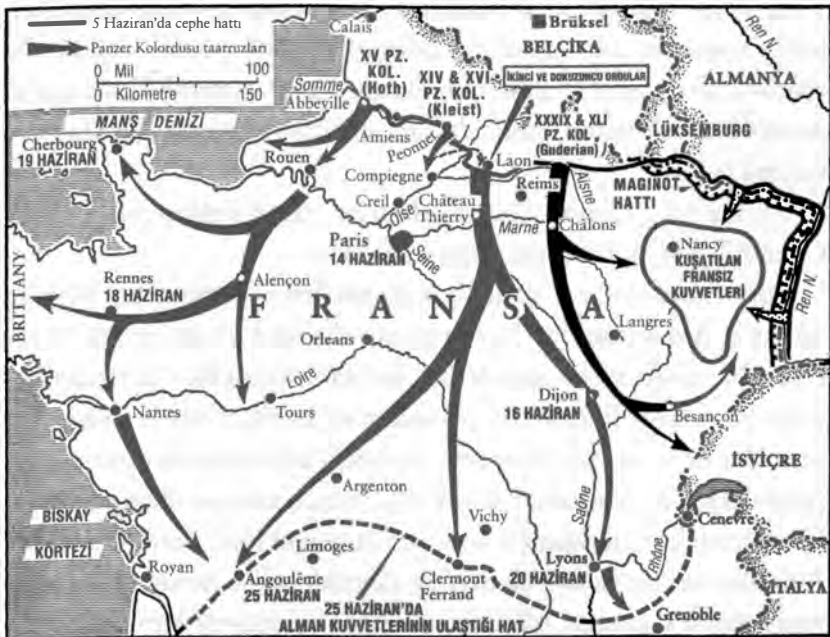 5 Haziran'da cephe hattı
Panzer Kolordusu taarruzları
0 Mil 100
0 Kilometre 150
Calais
Brüksel
BELÇİKA
Ren N.
ALMANYA
XV PZ.
KOL.
(Hoth)
XIV & XVI
PZ. KOL.
(Kleist)
İKİNCİ VE DOKUZUNCU ORDULAR
XXXIX & XLI
PZ. KOL.
(Guderian)
LÜKSEMBURG
Somme
Abbeville
MANŞ DENİZİ
Cherbourg
19 HAZİRAN
Amiens
Peonner
Rouen
Compiegne
Laon
Reims
Aisne
MAGINOT
HATTI
Creil
Oise
Château
Thierry
Marne
Châlons
Paris
14 HAZİRAN
Seine
Nancy
KUŞATILAN
FRANSIZ
KUVVETLERİ
Ren N.
BRITTANY
Rennes
18 HAZİRAN
Alençon
FRANSA
Langres
Orleans
Loire
Nantes
Tours
Dijon
16 HAZİRAN
Besançon
İSVİÇRE
Argenton
Saône
BİSKAY
KÖRFEZİ
Vichy
Cenevre
Royan
Limoges
Angoulême
25 HAZİRAN
Clermont
Ferrand
Lyons
20 HAZİRAN
Rhône
İTALYA
25 HAZİRAN'DA
ALMAN KUVVETLERİNİN ULAŞTIĞI HAT
Grenoble